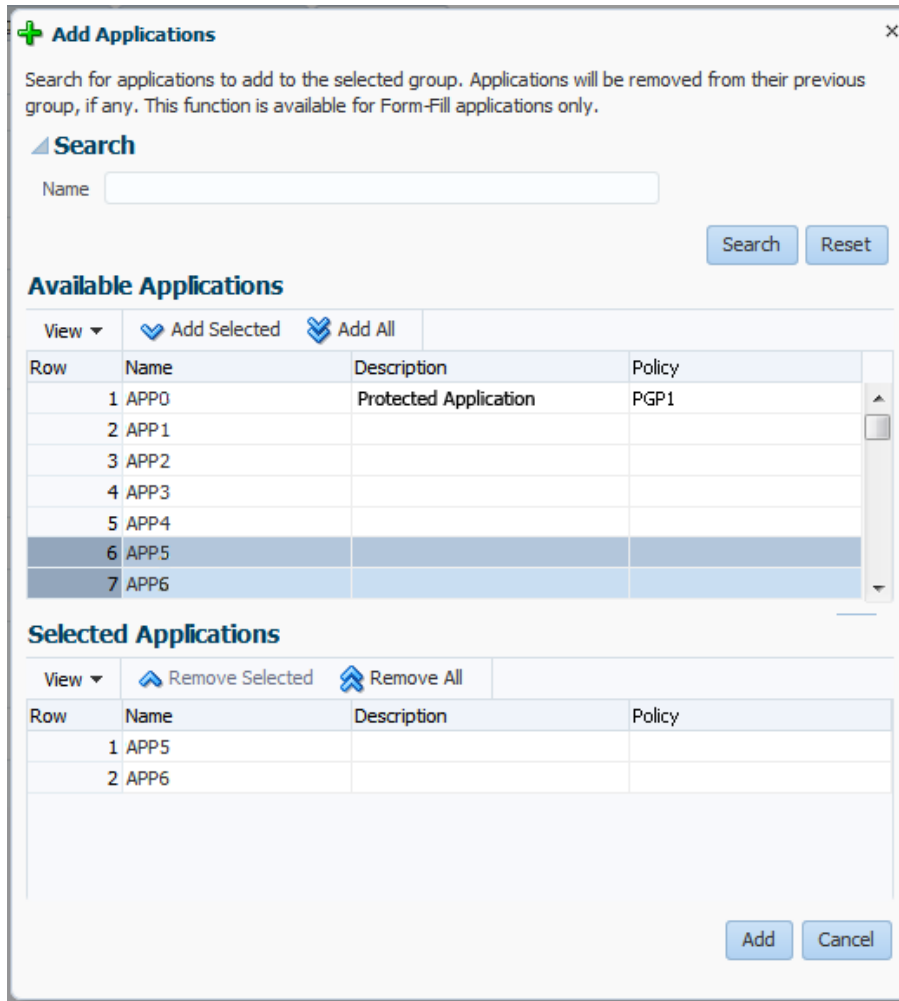 Add Applications
Search for applications to add to the selected group. Applications will be removed from their previous
group, if any. This function is available for Form-Fill applications only.
Search
Name
Search Reset
Available Applications
View Add Selected Add All
Row Name Description Policy
1 APP0 Protected Application PGP1
2 APP1
3 APP2
4 APP3
5 APP4
6 APP5
7 APP6
Selected Applications
View Remove Selected Remove All
Row Name Description Policy
1 APP5
2 APP6
Add Cancel